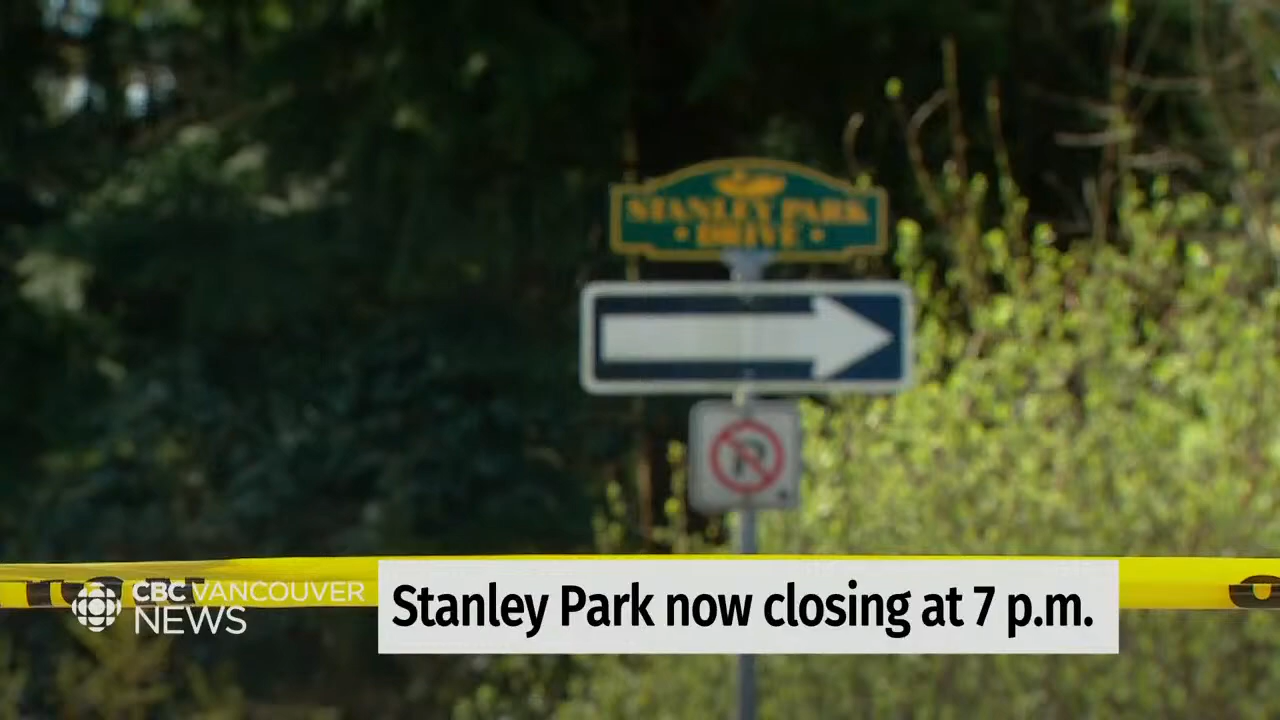 STANLEY PARK
• DRIVE •
P
CBC VANCOUVER
NEWS
Stanley Park now closing at 7 p.m.